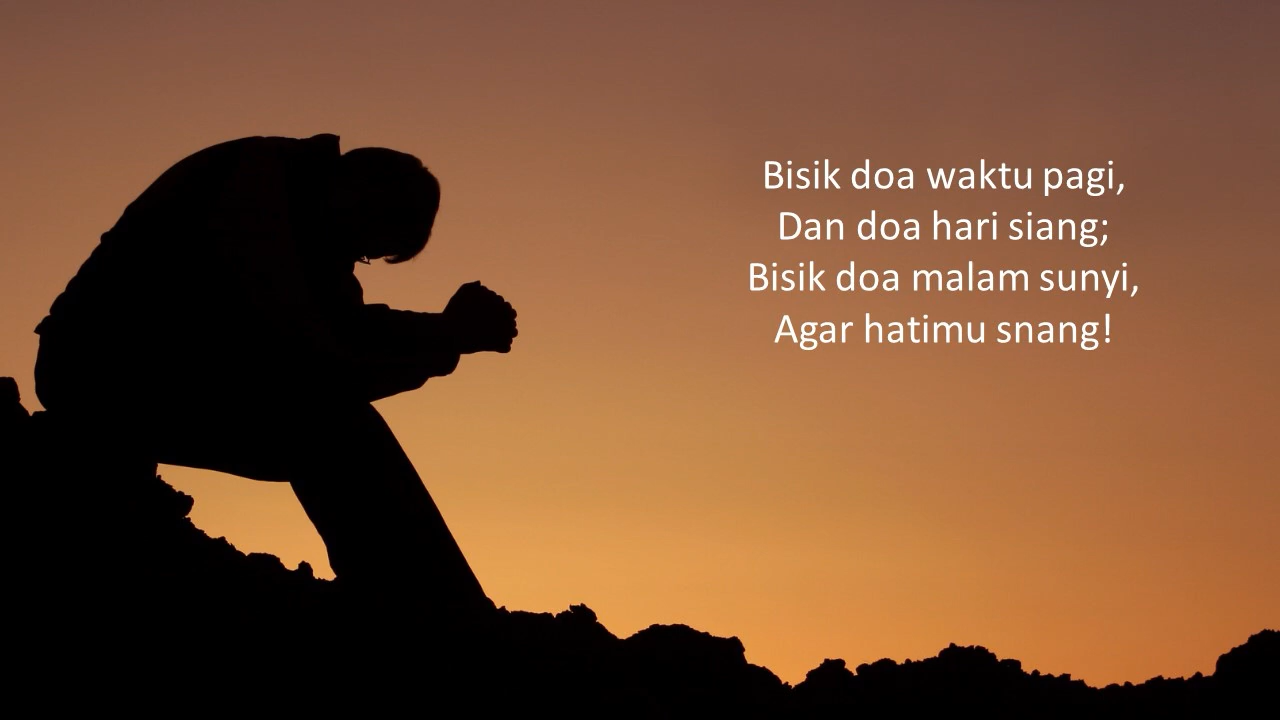 Bisik doa waktu pagi,
Dan doa hari siang;
Bisik doa malam sunyi,
Agar hatimu snang!